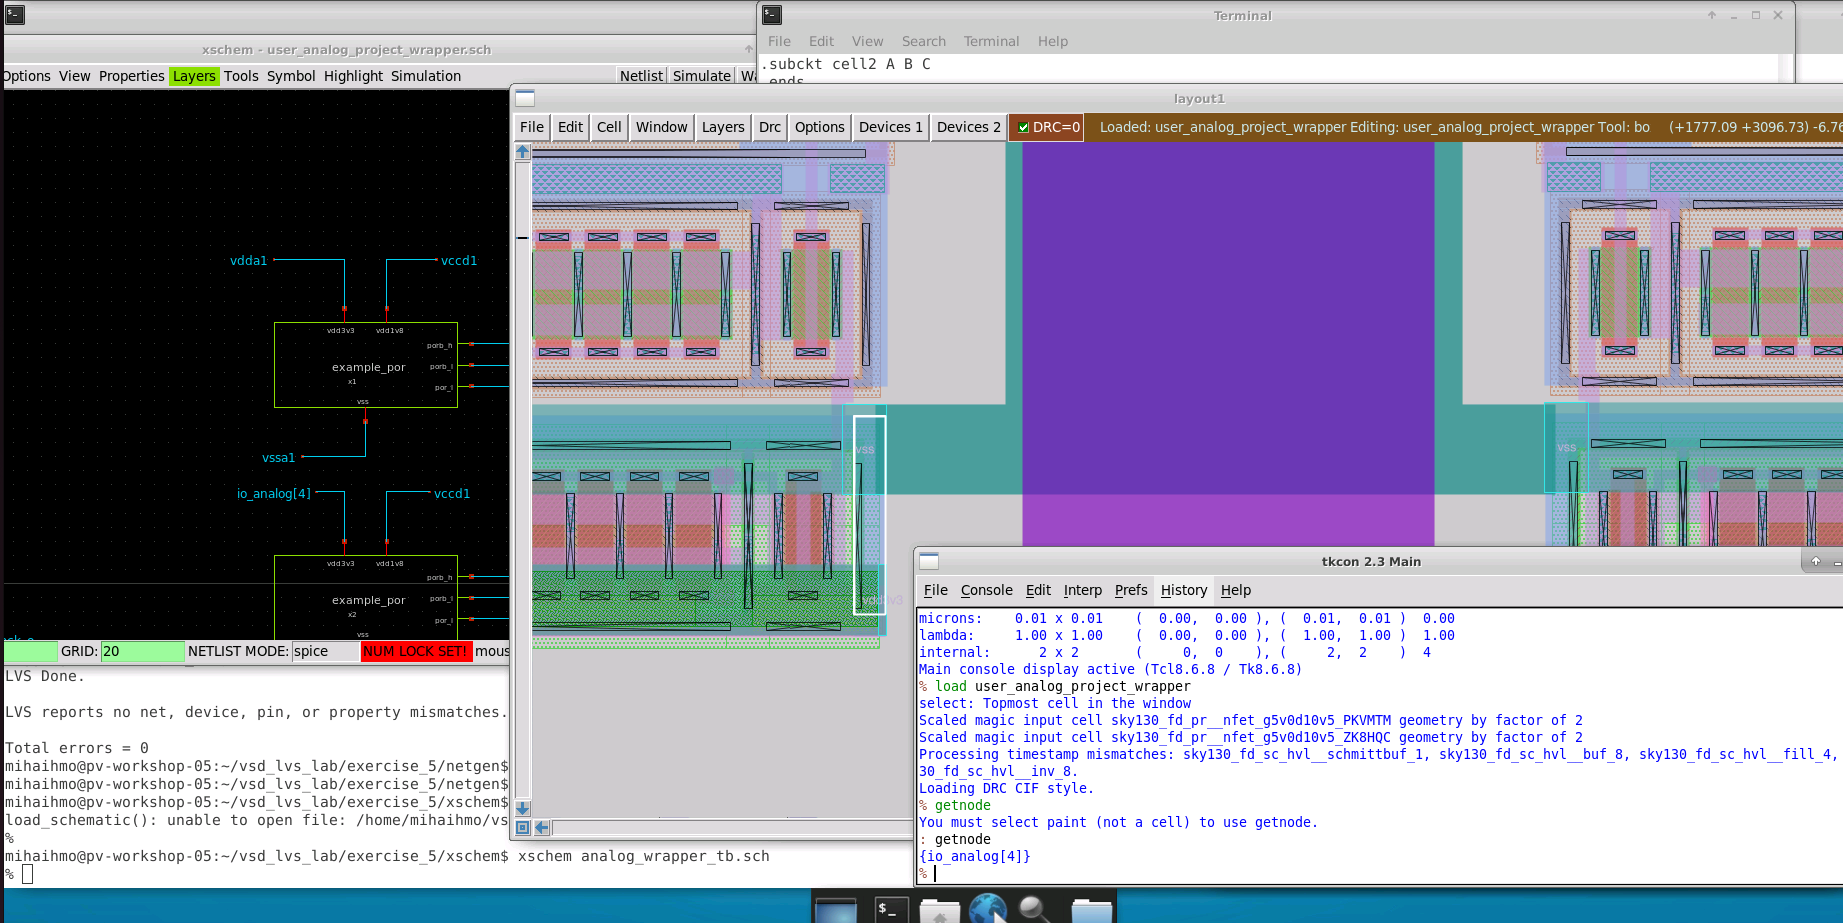 xschem - user_analog_project_wrapper.sch
Options View Properties Layers Tools Symbol Highlight Simulation Netlist Simulate
vdda1
vccd1
vdd3v3 vdd1v8
porb_h
example_por
porb_l
x1
por_l
vss
vssa1
io_analog[4]
vccd1
vdd3v3 vdd1v8
porb_h
example_por
porb_l
x2
por_l
vss
GRID: 20 NETLIST MODE: spice NUM LOCK SET! mous
Terminal
File Edit View Search Terminal Help
.subckt cell2 A B C
.ends
layout1
File Edit Cell Window Layers Drc Options Devices 1 Devices 2 DRC=0 Loaded: user_analog_project_wrapper Editing: user_analog_project_wrapper Tool: bo (+1777.09 +3096.73) -6.76
vss
vss
vdd3v3
LVS Done.
LVS reports no net, device, pin, or property mismatches.
Total errors = 0
mihaihmo@pv-workshop-05:~/vsd_lvs_lab/exercise_5/netgen$
mihaihmo@pv-workshop-05:~/vsd_lvs_lab/exercise_5/netgen$
mihaihmo@pv-workshop-05:~/vsd_lvs_lab/exercise_5/xschem$
load_schematic(): unable to open file: /home/mihaihmo/vs
%
mihaihmo@pv-workshop-05:~/vsd_lvs_lab/exercise_5/xschem$ xschem analog_wrapper_tb.sch
%
tkcon 2.3 Main
File Console Edit Interp Prefs History Help
microns: 0.01 x 0.01 ( 0.00, 0.00 ), ( 0.01, 0.01 ) 0.00
lambda: 1.00 x 1.00 ( 0.00, 0.00 ), ( 1.00, 1.00 ) 1.00
internal: 2 x 2 ( 0, 0 ), ( 2, 2 ) 4
Main console display active (Tcl8.6.8 / Tk8.6.8)
% load user_analog_project_wrapper
select: Topmost cell in the window
Scaled magic input cell sky130_fd_pr__nfet_g5v0d10v5_PKVMTM geometry by factor of 2
Scaled magic input cell sky130_fd_pr__nfet_g5v0d10v5_ZK8HQC geometry by factor of 2
Processing timestamp mismatches: sky130_fd_sc_hvl__schmittbuf_1, sky130_fd_sc_hvl__buf_8, sky130_fd_sc_hvl__fill_4,
30_fd_sc_hvl__inv_8.
Loading DRC CIF style.
% getnode
You must select paint (not a cell) to use getnode.
: getnode
{io_analog[4]}
%